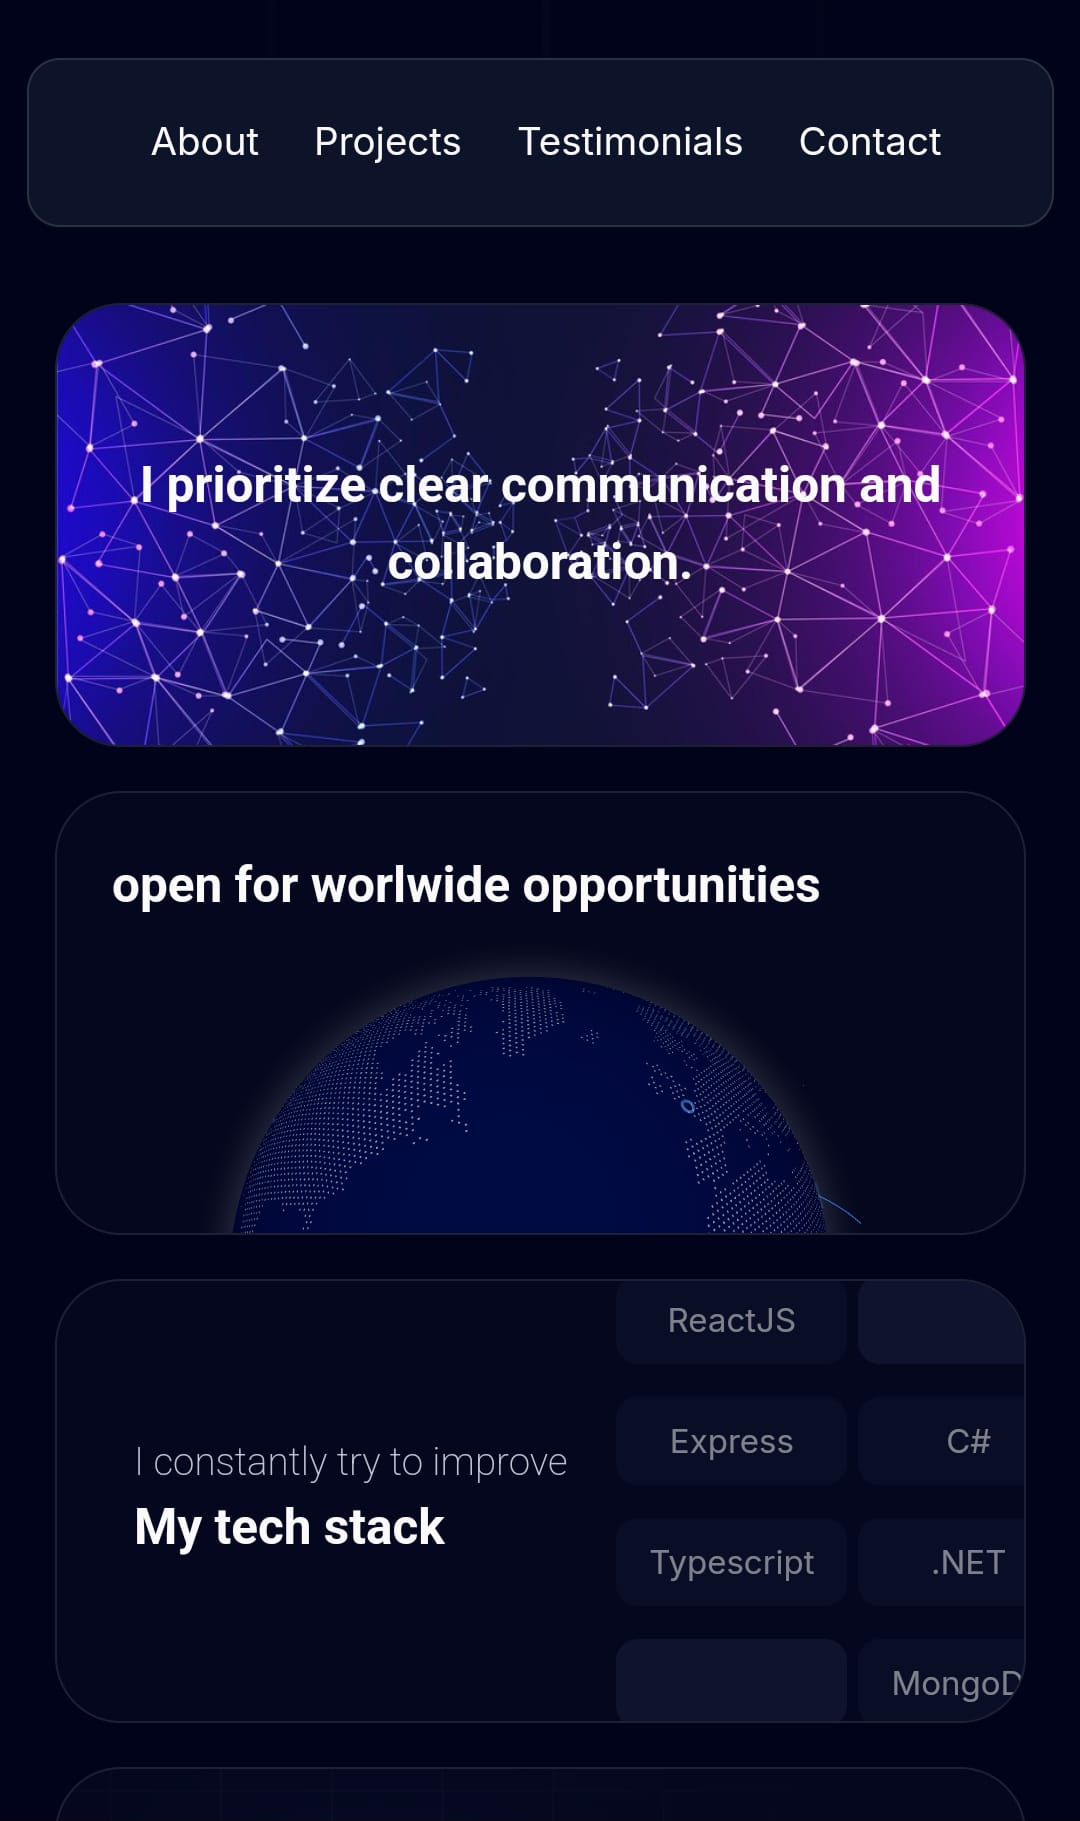 About Projects Testimonials Contact
I prioritize clear communication and
collaboration.
open for worlwide opportunities
I constantly try to improve
My tech stack
ReactJS
Express C#
Typescript .NET
MongoD